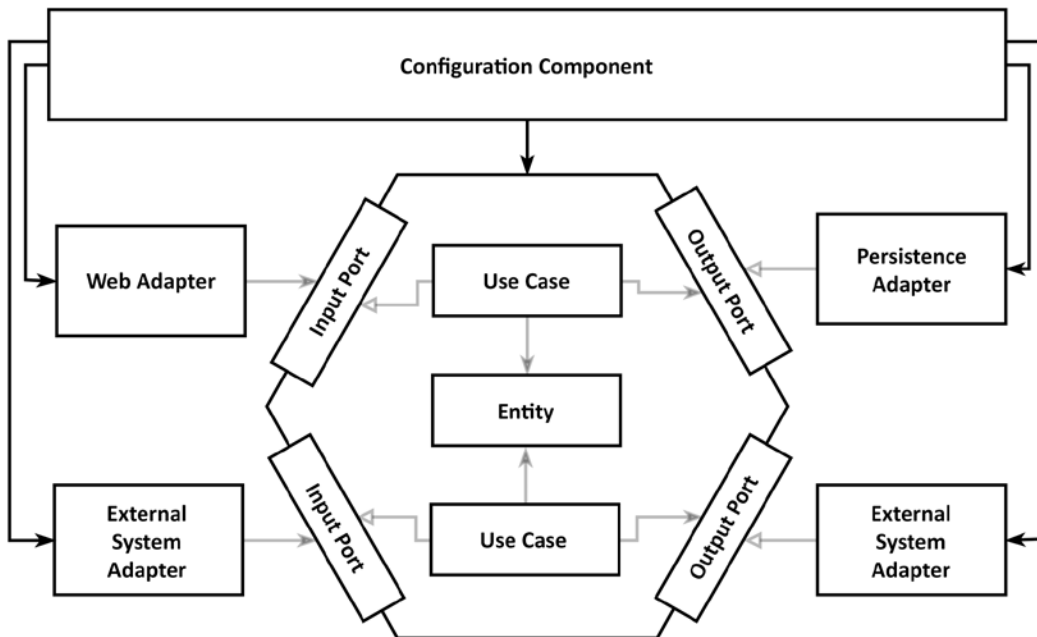 Configuration Component
Web Adapter
Input Port
Use Case
Output Port
Persistence
Adapter
Entity
External
System
Adapter
Input Port
Use Case
Output Port
External
System
Adapter